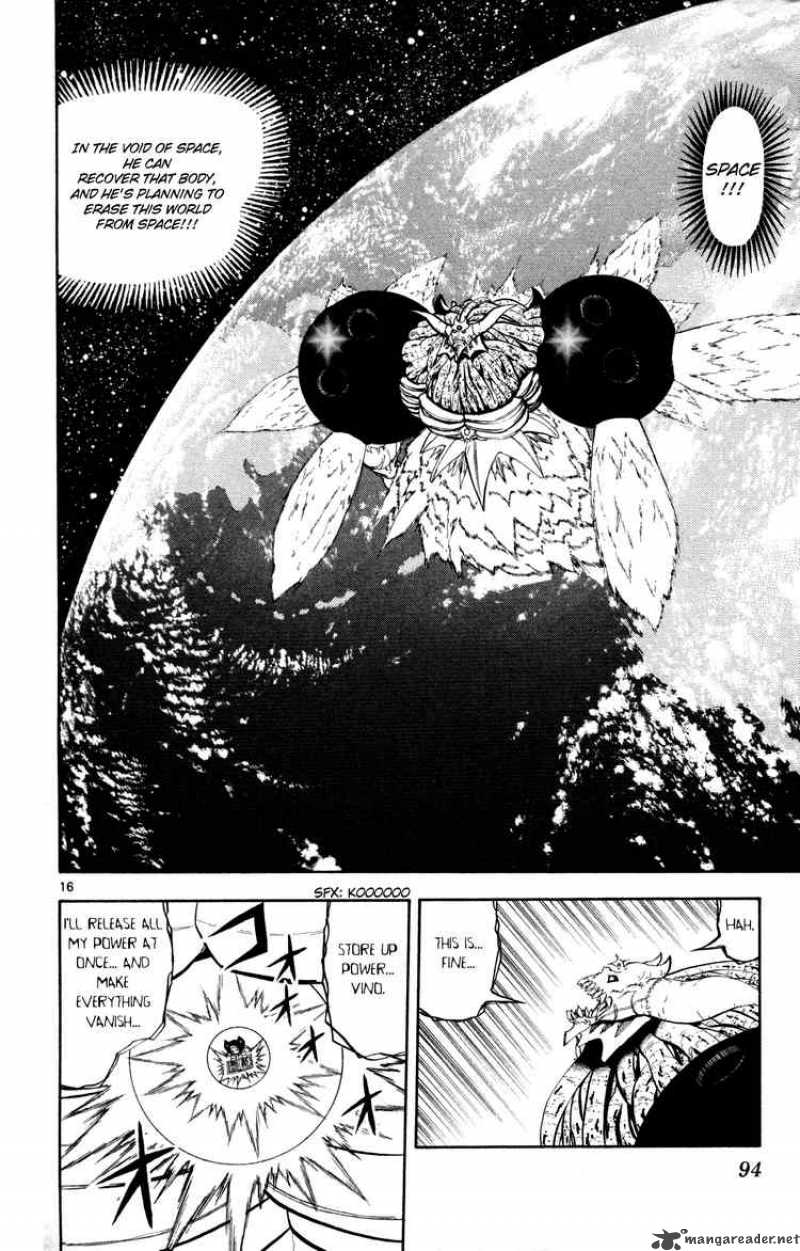 SPACE
!!!
IN THE VOID OF SPACE,
HE CAN
RECOVER THAT BODY,
AND HE'S PLANNING TO
ERASE THIS WORLD
FROM SPACE!!!
16
SFX: KOOOOOO
HAH.
THIS IS...
FINE...
STORE UP
POWER...
VINO.
I'LL RELEASE ALL
MY POWER AT
ONCE... AND
MAKE
EVERYTHING
VANISH...
94
mangareader.net